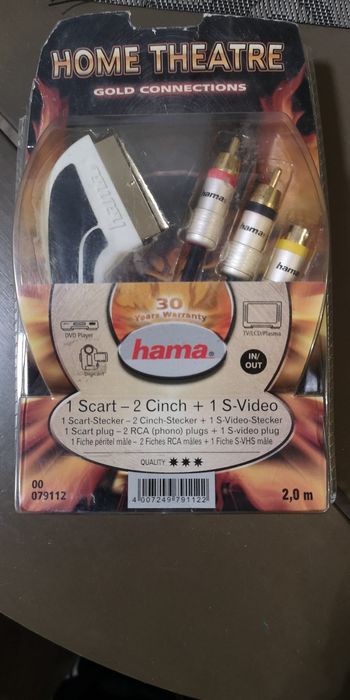 HOME THEATRE
GOLD CONNECTIONS
hama
hama
hama
hama
30
Years Warranty
DVD Player
TV/LCD/Plasma
hama®
IN/
OUT
1 Scart – 2 Cinch + 1 S-Video
1 Scart-Stecker – 2 Cinch-Stecker + 1 S-Video-Stecker
1 Scart plug – 2 RCA (phono) plugs + 1 S-video plug
1 Fiche péritel mâle – 2 Fiches RCA mâles + 1 Fiche S-VHS mâle
QUALITY ✷✷✷
00
079112
4 007249 791122
2,0 m